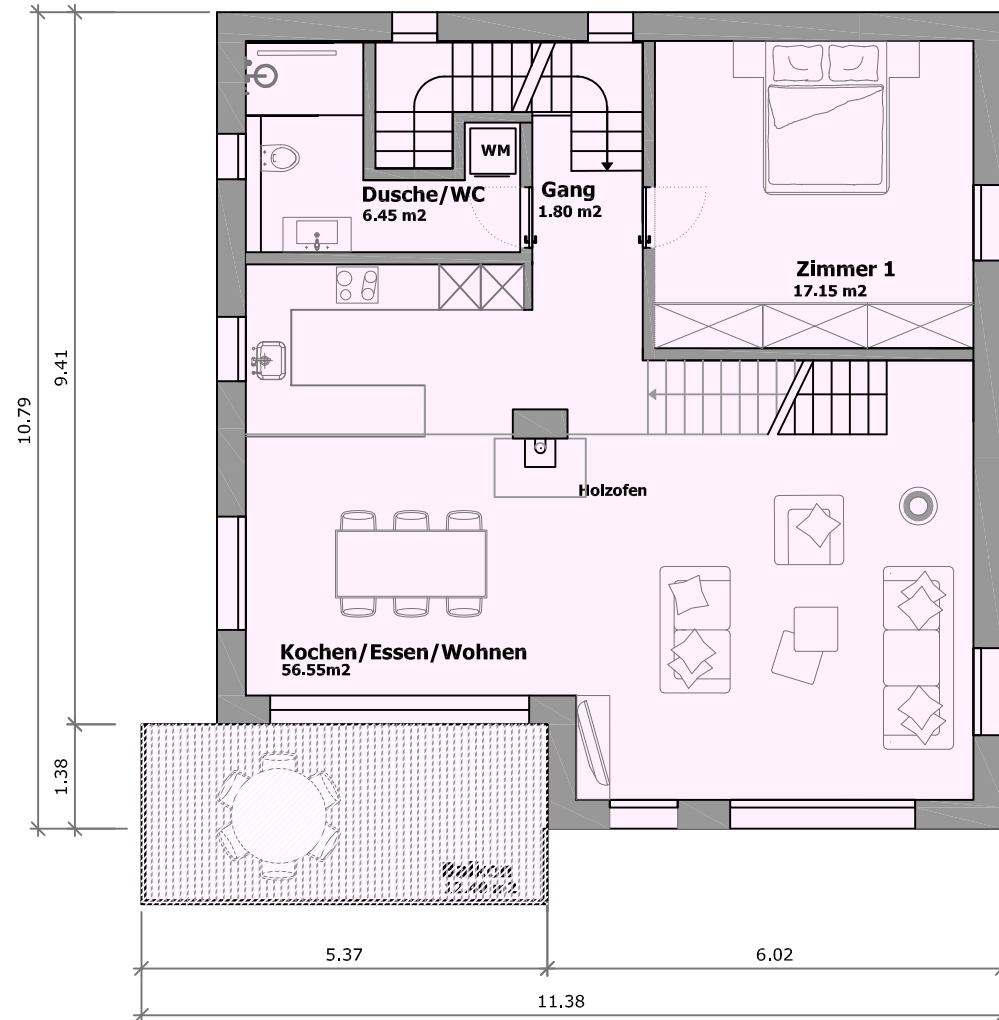 WM
Dusche/WC
6.45 m2
Gang
1.80 m2
Zimmer 1
17.15 m2
9.41
10.79
Holzofen
Kochen/Essen/Wohnen
56.55m2
1.38
Balkon
12.40 m2
5.37
6.02
11.38